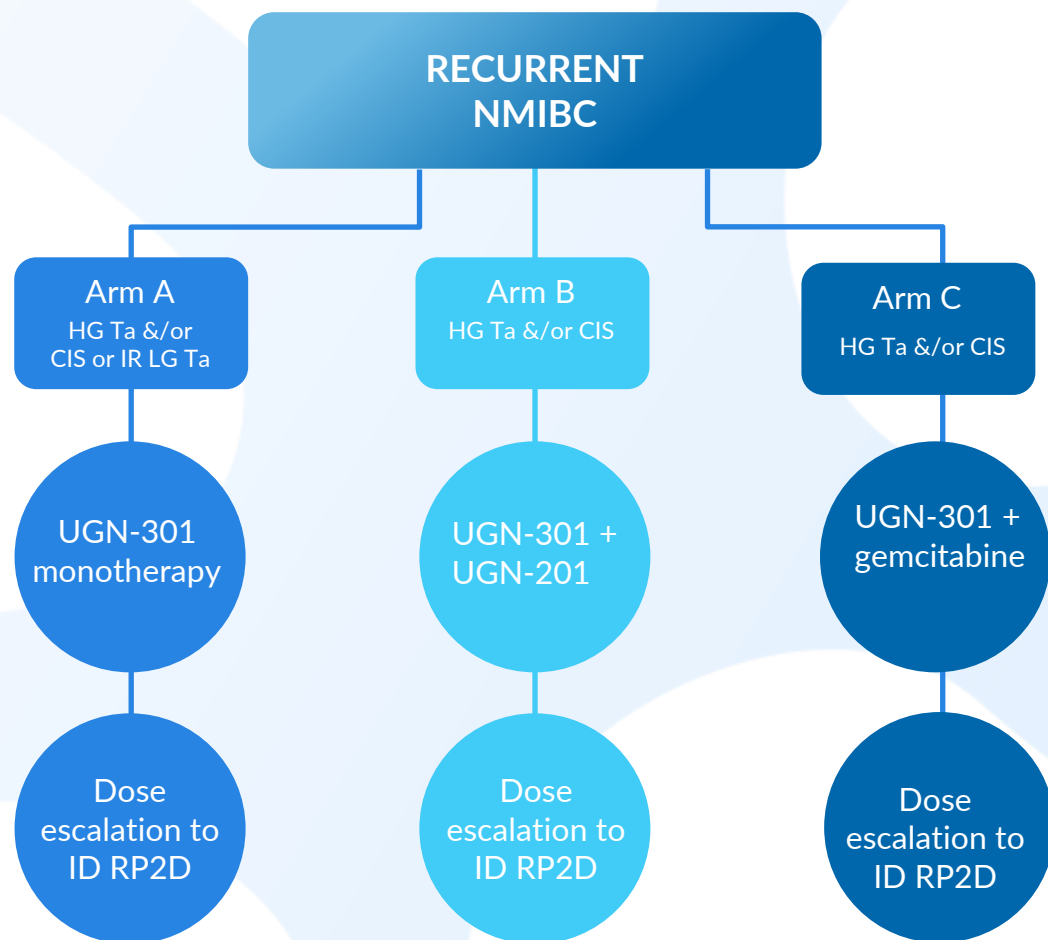 RECURRENT
NMIBC
Arm A
HG Ta &/or
CIS or IR LG Ta
Arm B
HG Ta &/or CIS
Arm C
HG Ta &/or CIS
UGN-301
monotherapy
UGN-301 +
UGN-201
UGN-301 +
gemcitabine
Dose
escalation to
ID RP2D
Dose
escalation to
ID RP2D
Dose
escalation to
ID RP2D